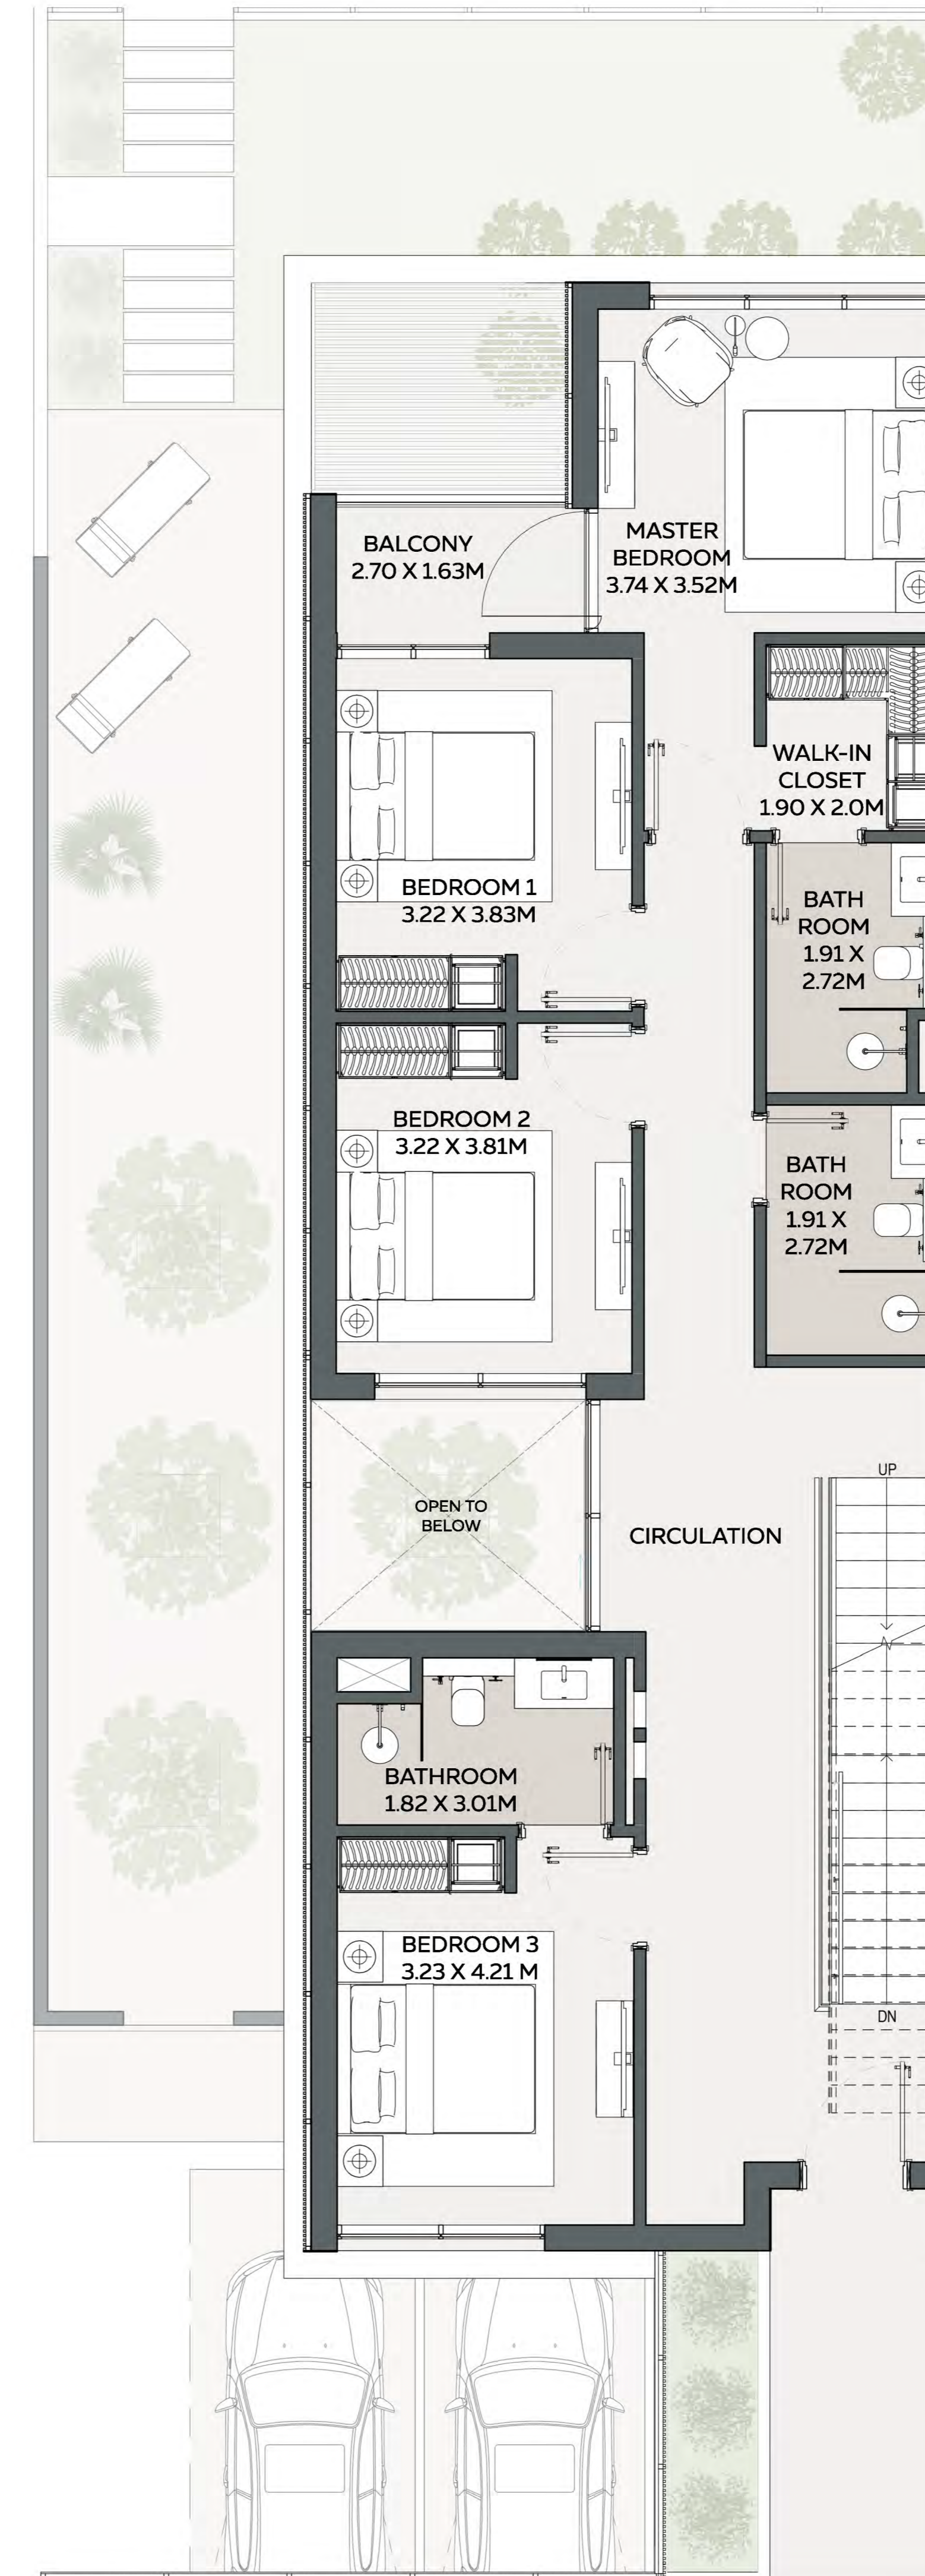 BALCONY
2.70 X 1.63M
MASTER
BEDROOM
3.74 X 3.52M
WALK-IN
CLOSET
1.90 X 2.0M
BEDROOM 1
3.22 X 3.83M
BATH
ROOM
1.91 X
2.72M
BEDROOM 2
3.22 X 3.81M
BATH
ROOM
1.91 X
2.72M
UP
OPEN TO
BELOW
CIRCULATION
BATHROOM
1.82 X 3.01M
BEDROOM 3
3.23 X 4.21 M
DN